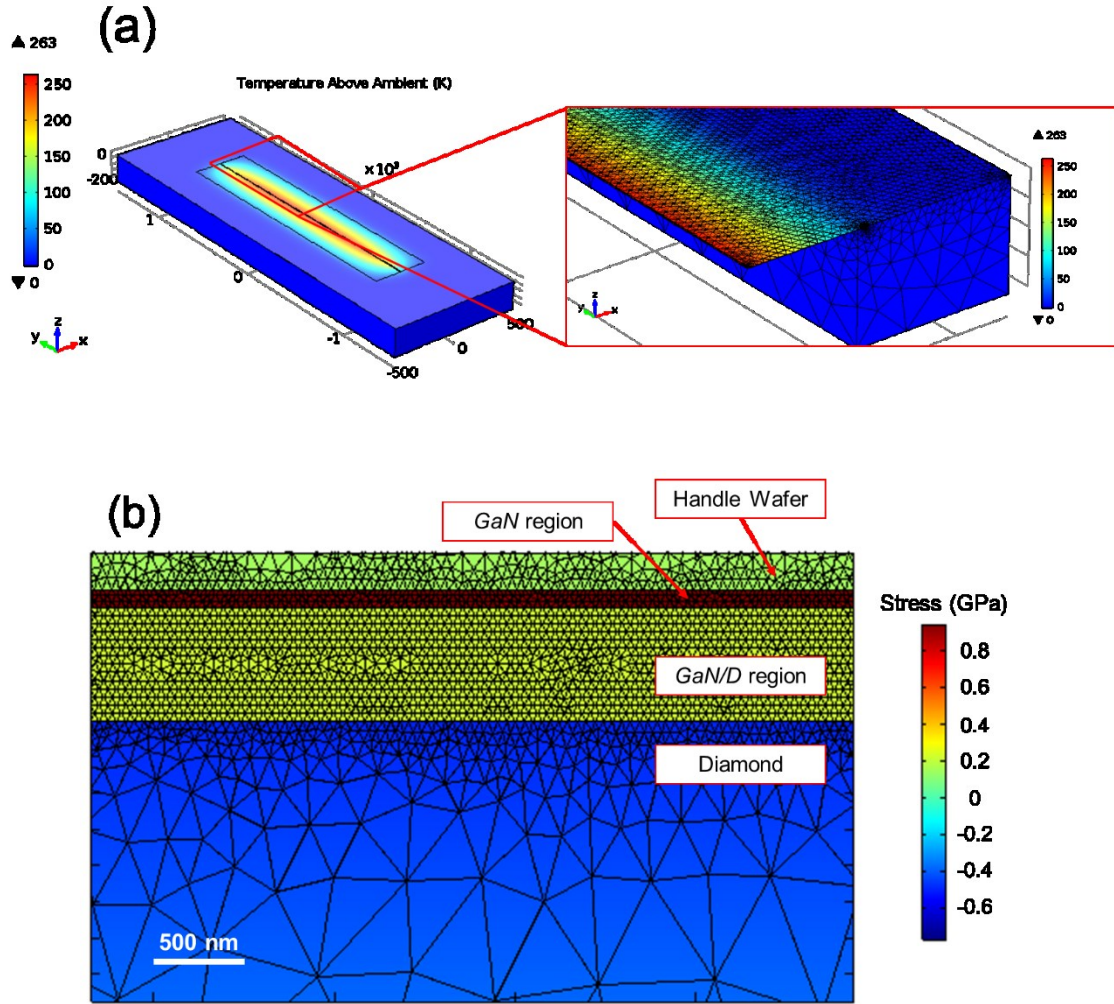 (a)
▲ 263
250
200
150
100
50
0
▼ 0
Temperature Above Ambient (K)
0
-200
×10³
1
0
-1
500
0
-500
z
y
x
▲ 263
250
200
150
100
50
0
▼ 0
z
y
x
(b)
Handle Wafer
GaN region
GaN/D region
Diamond
500 nm
Stress (GPa)
0.8
0.6
0.4
0.2
0
-0.2
-0.4
-0.6